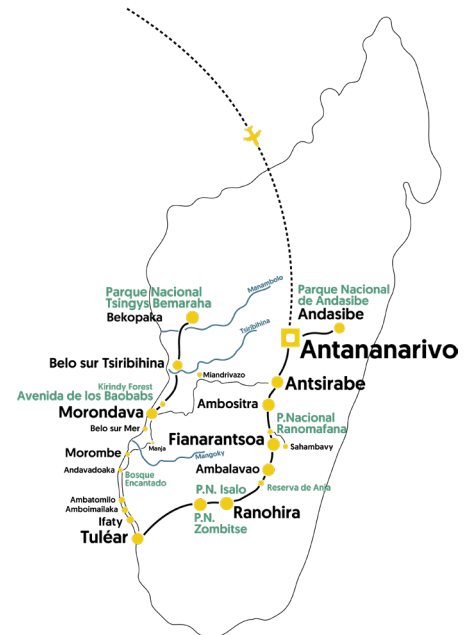 Manambolo
Parque Nacional
Tsingys Bemaraha
Bekopaka
Parque Nacional
de Andasibe
Andasibe
Tsiribihina
Antananarivo
Belo sur Tsiribihina
Miandrivazo
Antsirabe
Kirindy Forest
Avenida de los Baobabs
Ambositra
Morondava
P.Nacional
Ranomafana
Belo sur Mer
Fianarantsoa
Sahambavy
Manja
Morombe
Mangoky
Andavadoaka
Ambalavao
Bosque
Encantado
Reserva de Anja
P.N. Isalo
Ambatomilo
Amboimailaka
Ranohira
P.N.
Zombitse
Ifaty
Tuléar